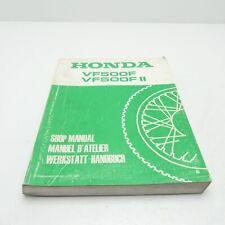 HONDA
VF500F
VF500F II
SHOP MANUAL
MANUEL D'ATELIER
WERKSTATT-HANDBUCH